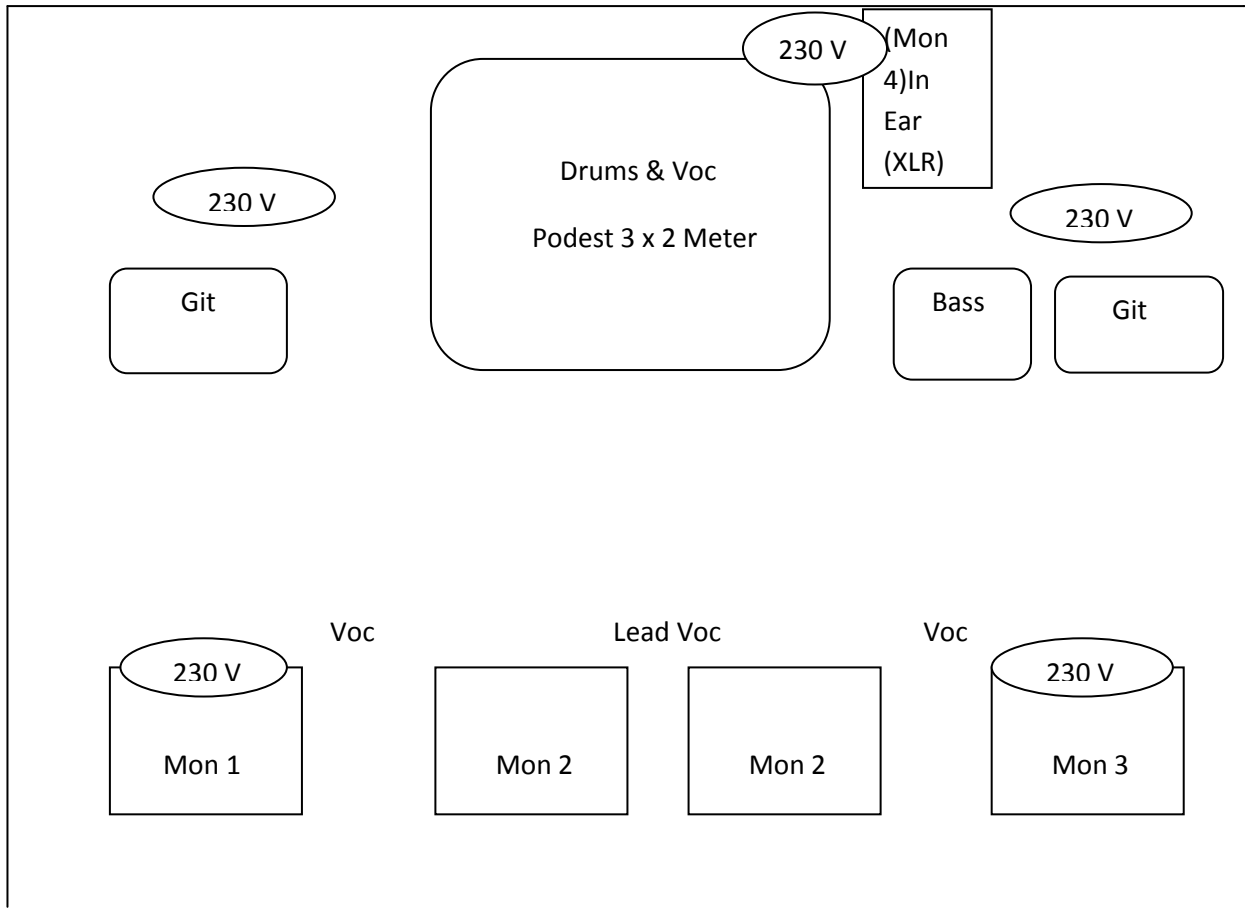 230 V
(Mon
4)In
Ear
(XLR)
Drums & Voc
Podest 3 x 2 Meter
230 V
230 V
Git
Bass
Git
Voc
Lead Voc
Voc
230 V
230 V
Mon 1
Mon 2
Mon 2
Mon 3